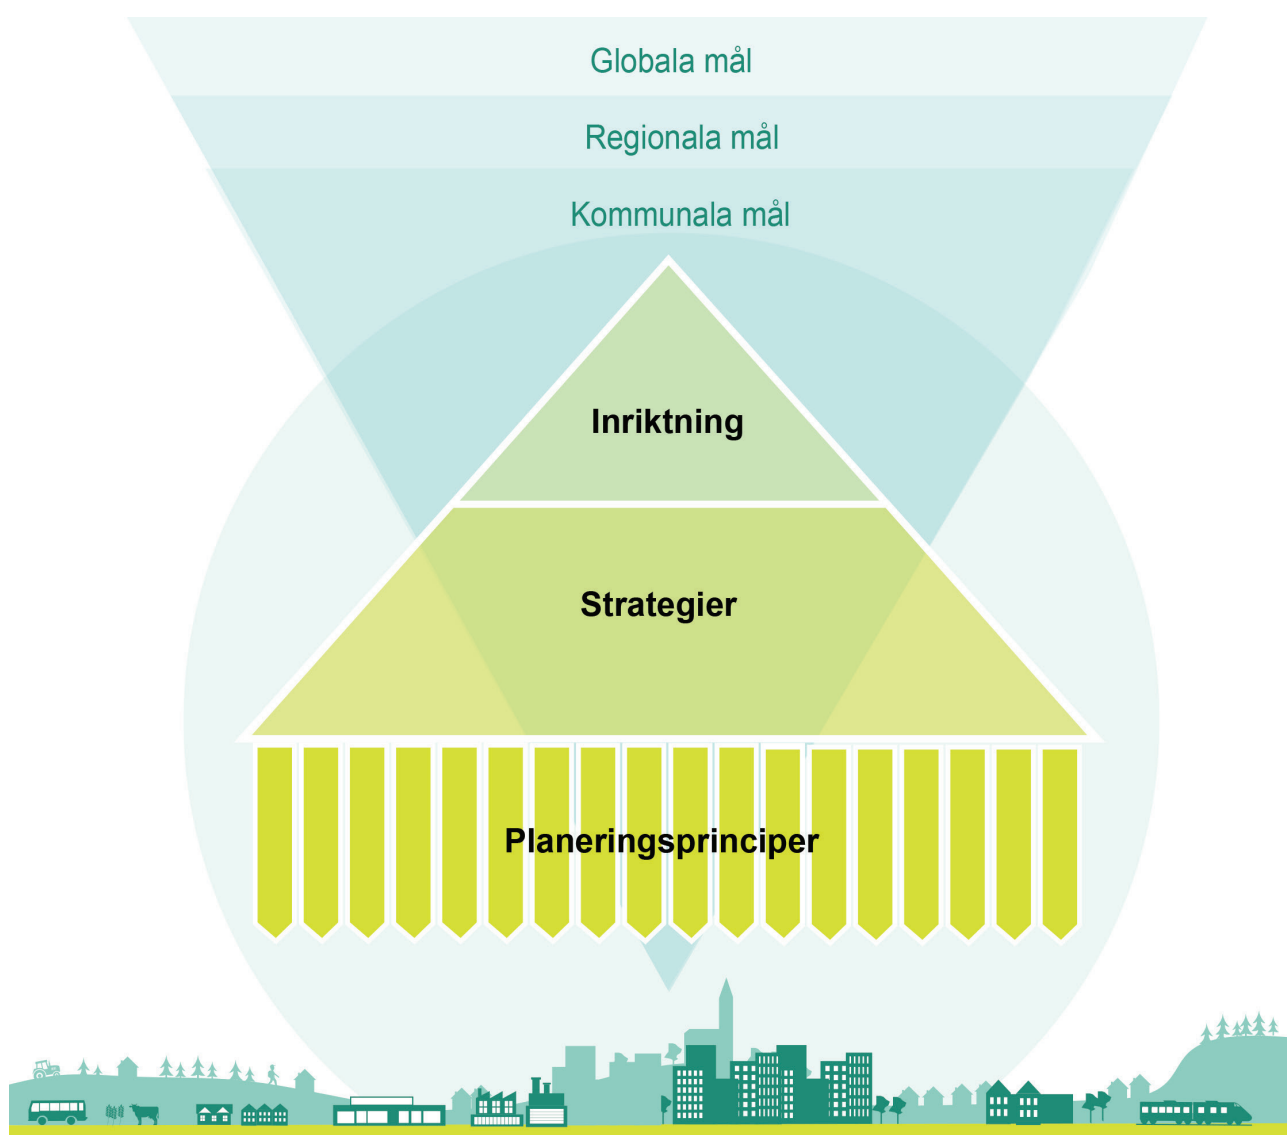 Globala mål
Regionala mål
Kommunala mål
Inriktning
Strategier
Planeringsprinciper